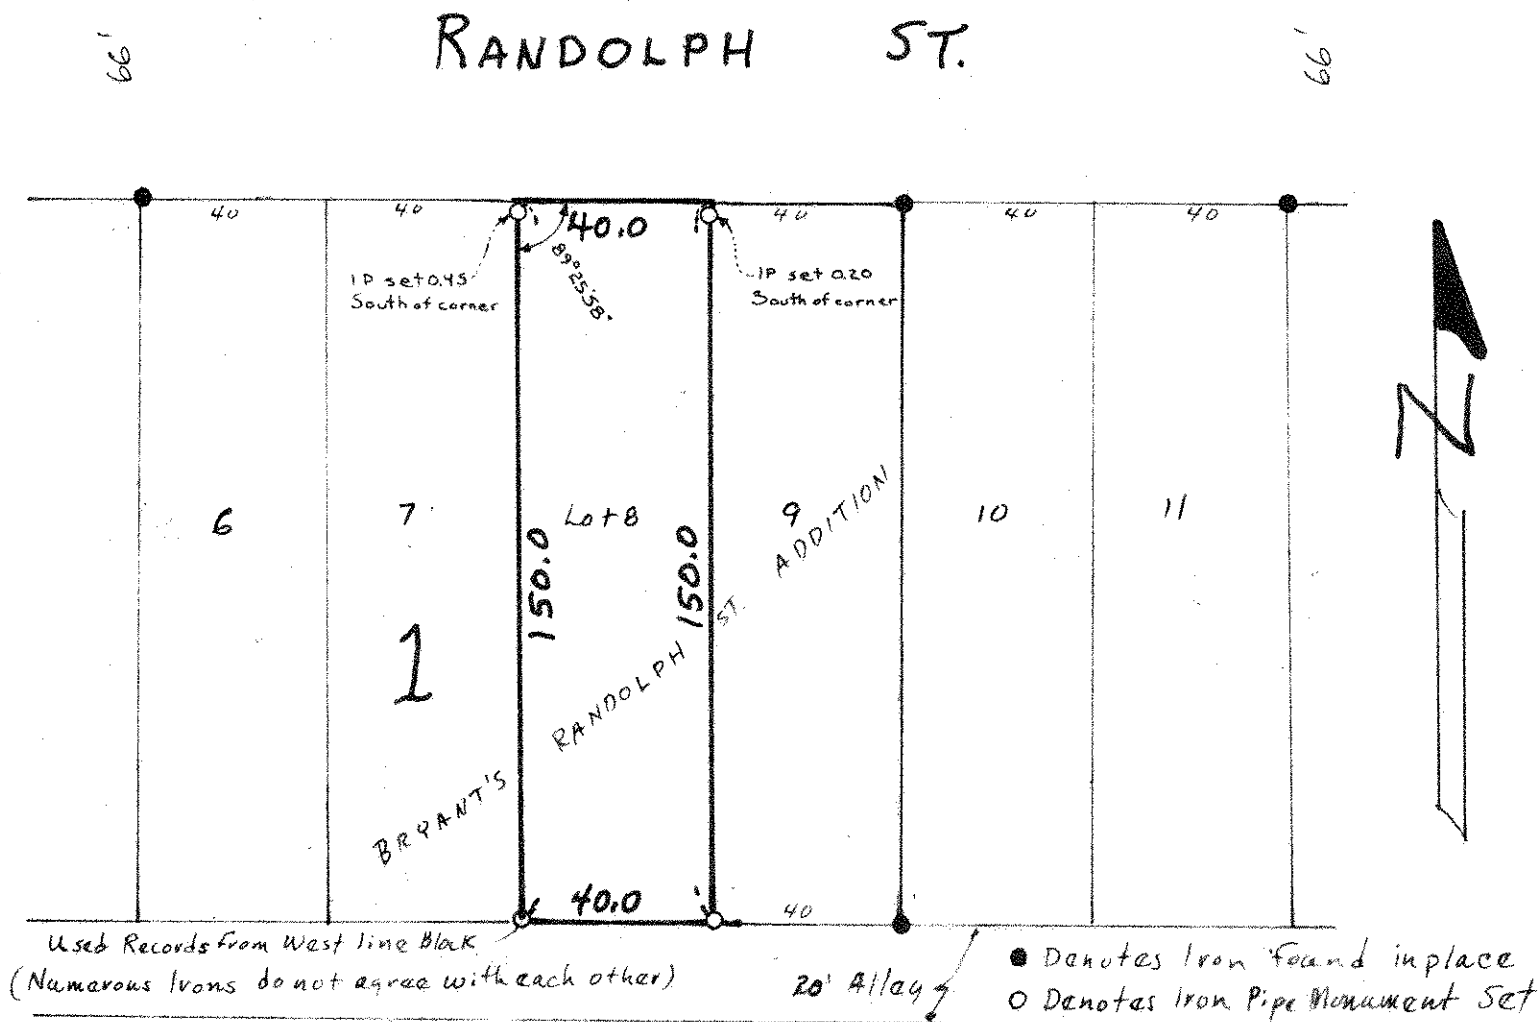 RANDOLPH ST.
66'
66'
40
40
40.0
40
40
40
89°25'58"
IP set 0.45
South of corner
IP set 0.20
South of corner
6
7
Lot 8
9
10
11
150.0
150.0
1
BRYANT'S RANDOLPH ST. ADDITION
N
40.0
40
Used Records from West line Block
(Numerous Irons do not agree with each other)
20' Alley
● Denotes Iron found in place
○ Denotes Iron Pipe Monument Set